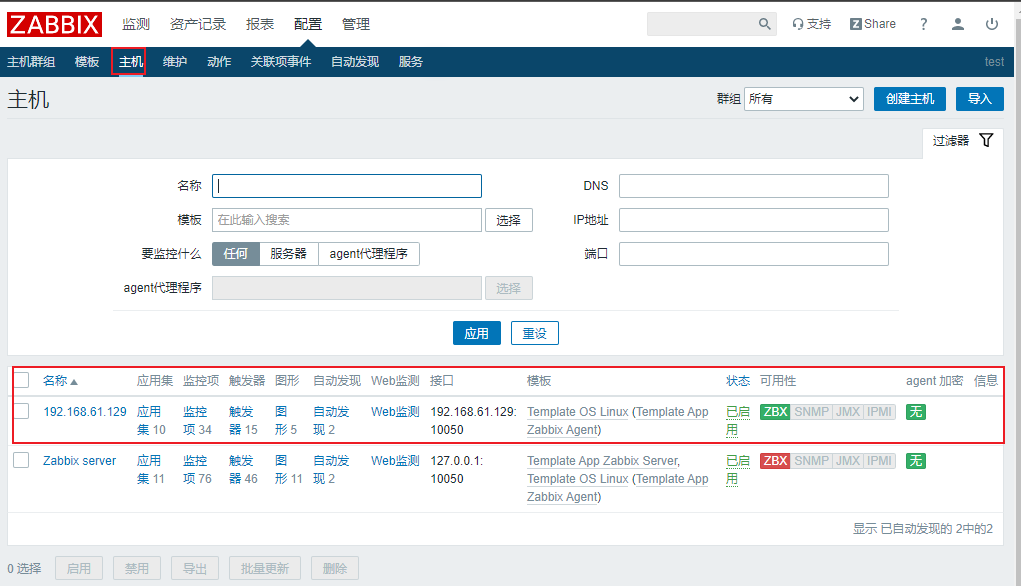 ZABBIX 监测 资产记录 报表 配置 管理 支持 Z Share ?
主机群组 模板 主机 维护 动作 关联项事件 自动发现 服务 test
主机 群组 所有 创建主机 导入
过滤器
名称 DNS
模板 在此输入搜索 选择 IP地址
要监控什么 任何 服务器 agent代理程序 端口
agent代理程序 选择
应用 重设
名称 应用集 监控项 触发器 图形 自动发现 Web监测 接口 模板 状态 可用性 agent 加密 信息
192.168.61.129 应用 监控 触发 图 自动发 Web监测 192.168.61.129: Template OS Linux (Template App 已启 ZBX SNMP JMX IPMI 无
集 10 项 34 器 15 形 5 现 2 10050 Zabbix Agent) 用
Zabbix server 应用 监控 触发 图 自动发 Web监测 127.0.0.1: Template App Zabbix Server, 已启 ZBX SNMP JMX IPMI 无
集 11 项 76 器 46 形 11 现 2 10050 Template OS Linux (Template App 用
Zabbix Agent)
显示 已自动发现的 2中的2
0 选择 启用 禁用 导出 批量更新 删除